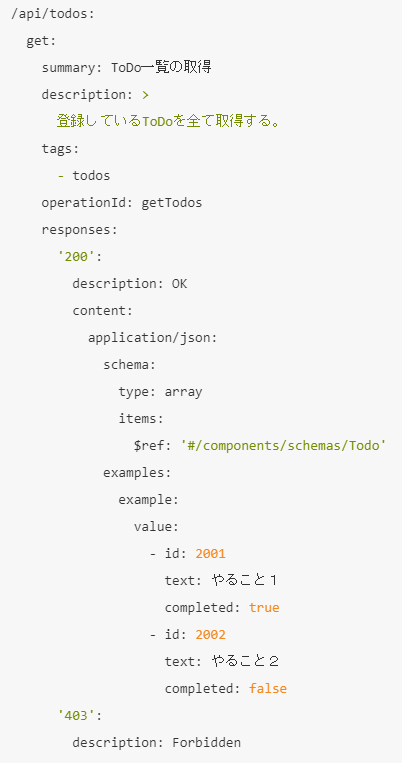 /api/todos:
  get:
    summary: ToDo一覧の取得
    description: >
      登録しているToDoを全て取得する。
    tags:
      - todos
    operationId: getTodos
    responses:
      '200':
        description: OK
        content:
          application/json:
            schema:
              type: array
              items:
                $ref: '#/components/schemas/Todo'
            examples:
              example:
                value:
                  - id: 2001
                    text: やること１
                    completed: true
                  - id: 2002
                    text: やること２
                    completed: false
      '403':
        description: Forbidden